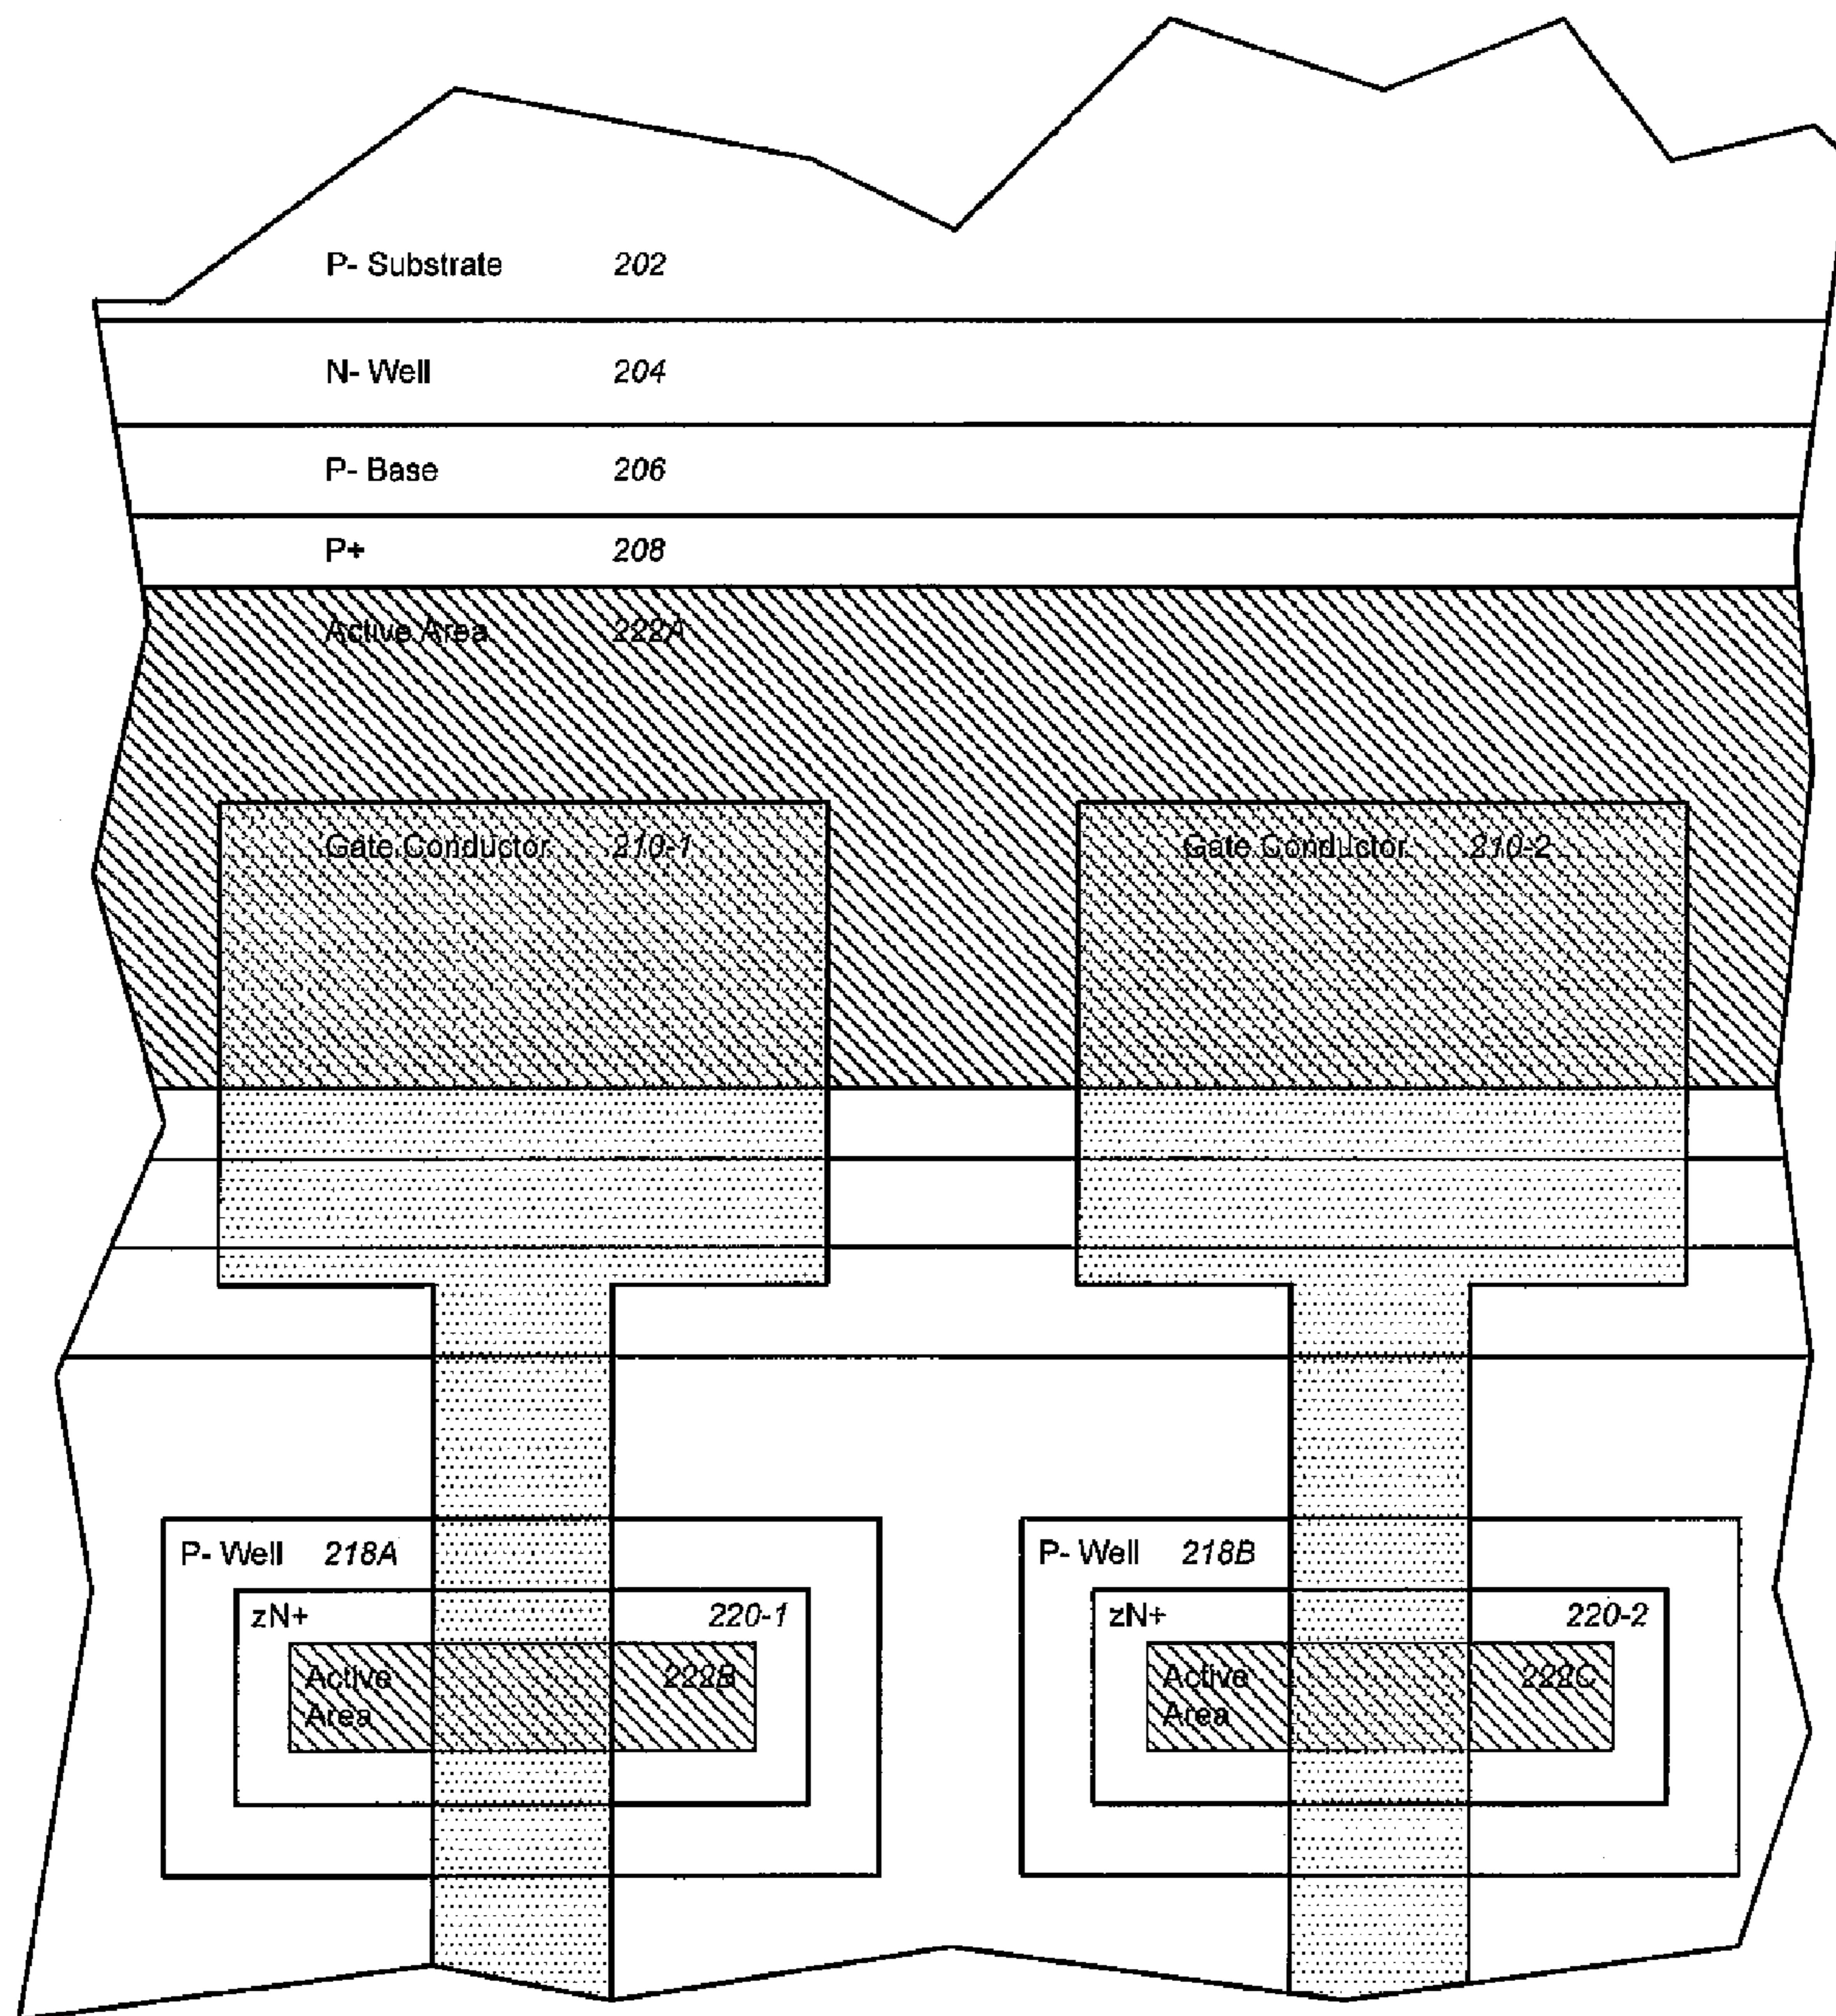 P- Substrate 202
N- Well 204
P- Base 206
P+ 208
Active Area 222A
Gate Conductor 210-1
Gate Conductor 210-2
P- Well 218A
P- Well 218B
zN+ 220-1
zN+ 220-2
Active 222B
Area
Active 222C
Area